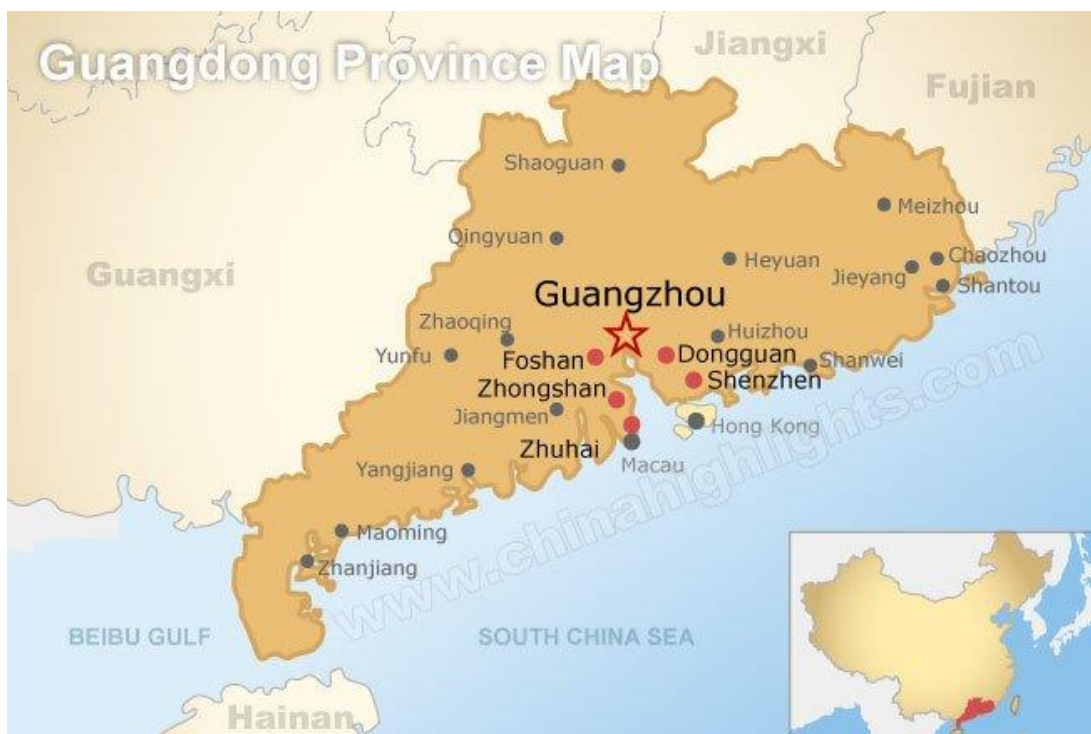 Guangdong Province Map
Jiangxi
Fujian
Shaoguan
Meizhou
Qingyuan
Chaozhou
Heyuan
Jieyang
Guangxi
Shantou
Guangzhou
Zhaoqing
Huizhou
Yunfu
Foshan
Dongguan
Shanwei
Zhongshan
Shenzhen
Jiangmen
Hong Kong
Zhuhai
Macau
Yangjiang
www.chinahighlights.com
Maoming
Zhanjiang
BEIBU GULF
SOUTH CHINA SEA
Hainan